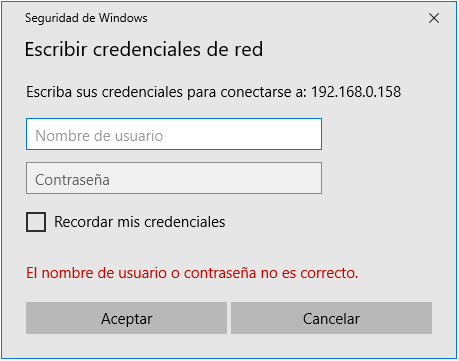 Seguridad de Windows
Escribir credenciales de red
Escriba sus credenciales para conectarse a: 192.168.0.158
Nombre de usuario
Contraseña
Recordar mis credenciales
El nombre de usuario o contraseña no es correcto.
Aceptar
Cancelar